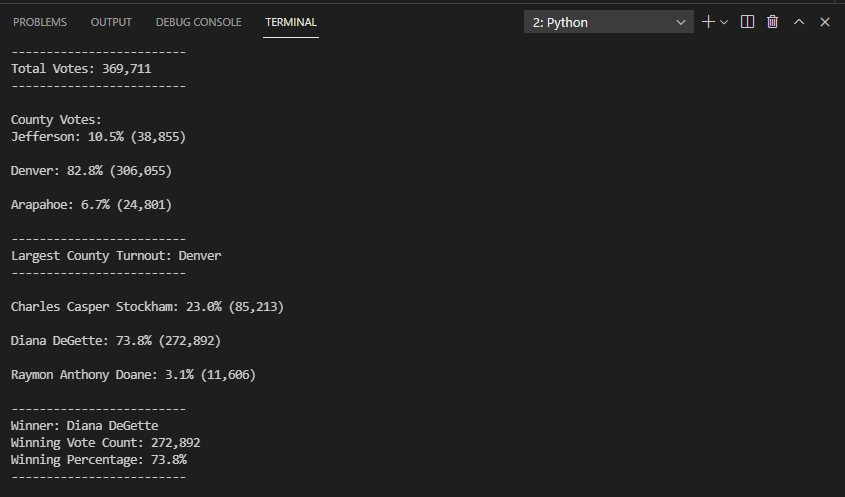 PROBLEMS OUTPUT DEBUG CONSOLE TERMINAL 2: Python
-------------------------
Total Votes: 369,711
-------------------------
County Votes:
Jefferson: 10.5% (38,855)
Denver: 82.8% (306,055)
Arapahoe: 6.7% (24,801)
-------------------------
Largest County Turnout: Denver
-------------------------
Charles Casper Stockham: 23.0% (85,213)
Diana DeGette: 73.8% (272,892)
Raymon Anthony Doane: 3.1% (11,606)
-------------------------
Winner: Diana DeGette
Winning Vote Count: 272,892
Winning Percentage: 73.8%
-------------------------